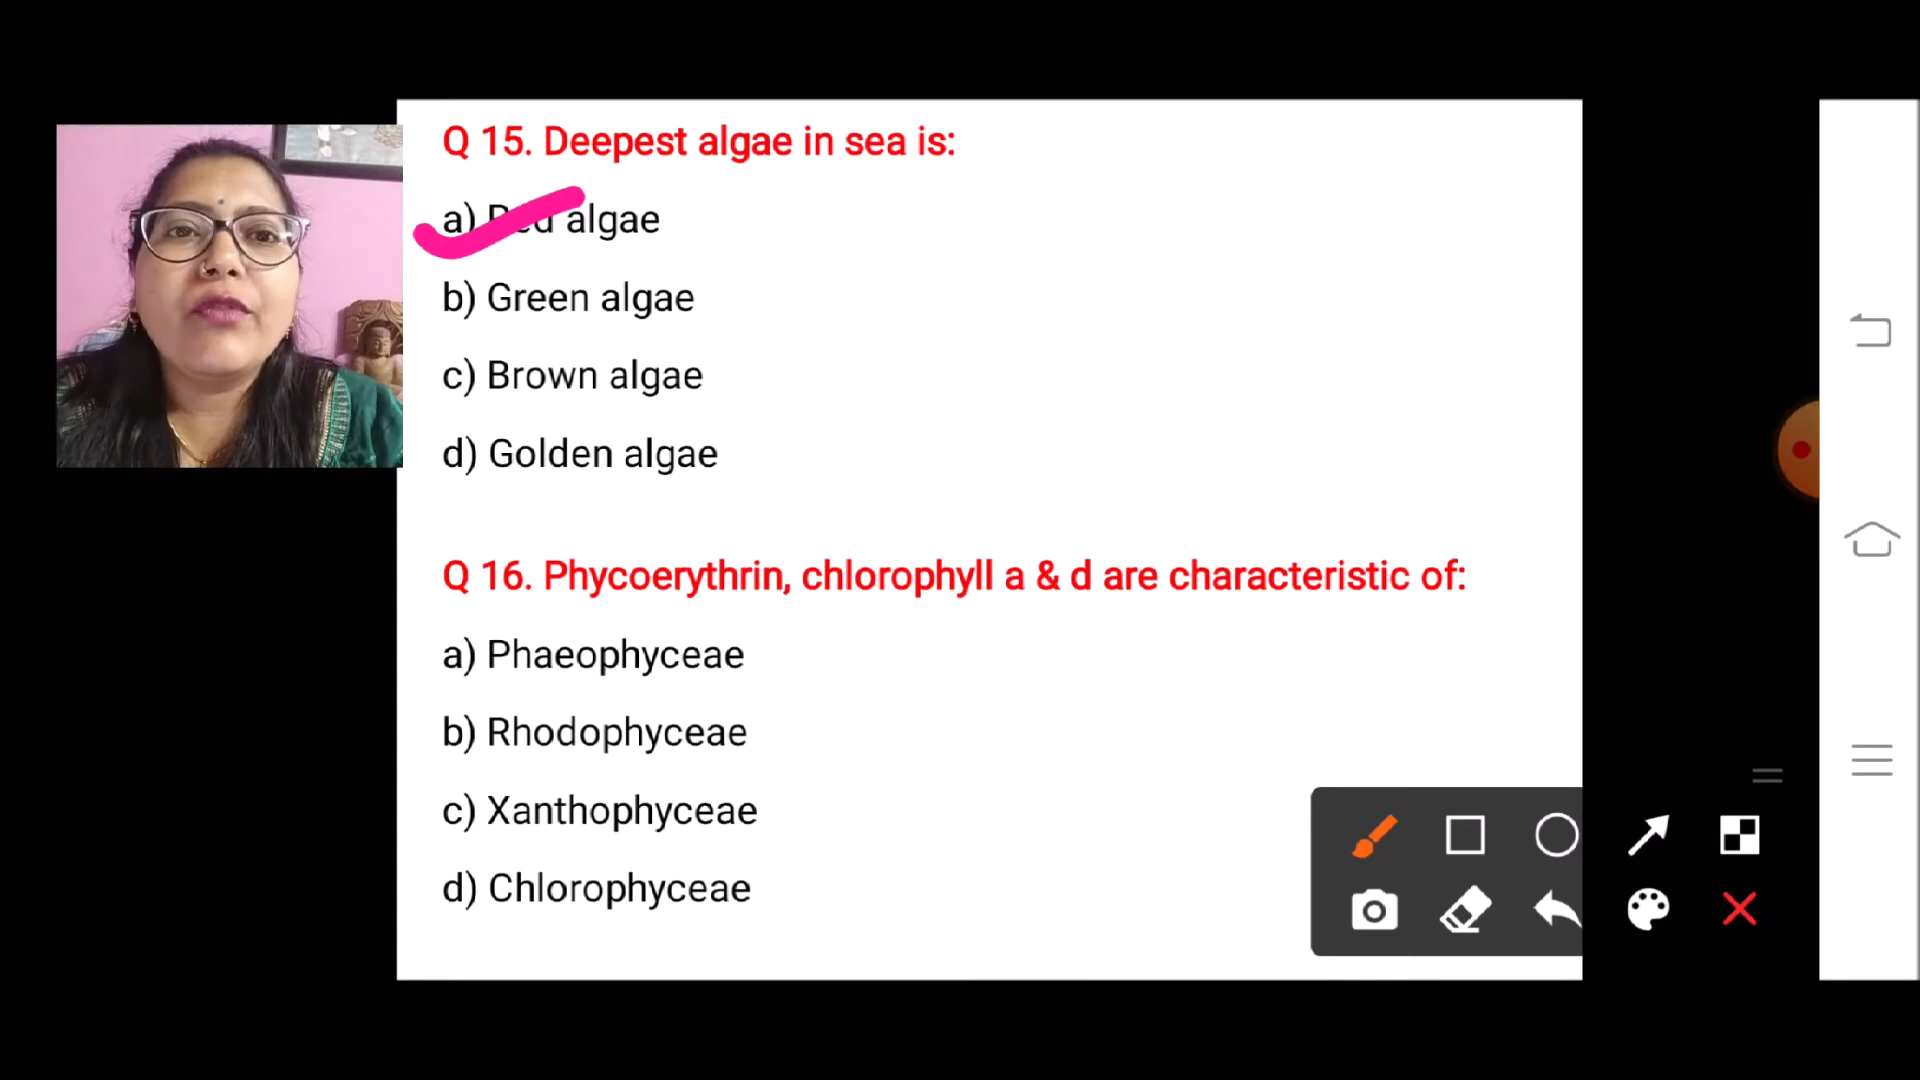 Q 15. Deepest algae in sea is:
a) Red algae
b) Green algae
c) Brown algae
d) Golden algae
Q 16. Phycoerythrin, chlorophyll a & d are characteristic of:
a) Phaeophyceae
b) Rhodophyceae
c) Xanthophyceae
d) Chlorophyceae